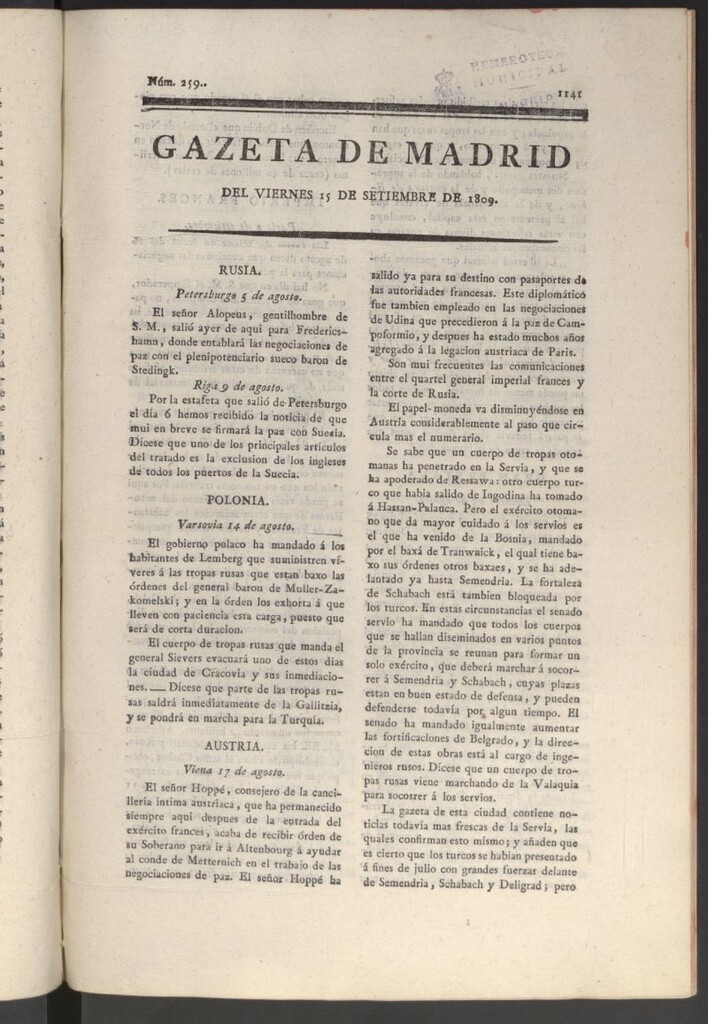 Núm. 259..
HEMEROTECA
MUNICIPAL
MADRID
1141
GAZETA DE MADRID
DEL VIERNES 15 DE SETIEMBRE DE 1809.
RUSIA.
Petersburgo 5 de agosto.
El señor Alopeus, gentilhombre de
S. M., salió ayer de aqui para Frederics-
hamn, donde entablará las negociaciones de
paz con el plenipotenciario sueco baron de
Stedingk.
Riga 9 de agosto.
Por la estafeta que salió de Petersburgo
el dia 6 hemos recibido la noticia de que
mui en breve se firmará la paz con Suecia.
Dícese que uno de los principales artículos
del tratado es la exclusion de los ingleses
de todos los puertos de la Suecia.
POLONIA.
Varsovia 14 de agosto.
El gobierno polaco ha mandado á los
habitantes de Lemberg que suministren ví-
veres á las tropas rusas que estan baxo las
órdenes del general baron de Muller-Za-
komelski; y en la órden los exhorta á que
lleven con paciencia esta carga, puesto que
será de corta duracion.
El cuerpo de tropas rusas que manda el
general Sievers evacuará uno de estos dias
la ciudad de Cracovia y sus inmediacio-
nes. — Dícese que parte de las tropas ru-
sas saldrá inmediatamente de la Gallitzia,
y se pondrá en marcha para la Turquía.
AUSTRIA.
Viena 17 de agosto.
El señor Hoppé, consejero de la canci-
llería íntima austriaca, que ha permanecido
siempre aqui despues de la entrada del
exército frances, acaba de recibir órden de
su Soberano para ir á Altenbourg á ayudar
al conde de Metternich en el trabajo de las
negociaciones de paz. El señor Hoppé ha
salido ya para su destino con pasaportes de
las autoridades francesas. Este diplomático
fue tambien empleado en las negociaciones
de Udina que precedieron á la paz de Cam-
poformio, y despues ha estado muchos años
agregado á la legacion austriaca de Paris.
Son mui frecuentes las comunicaciones
entre el quartel general imperial frances y
la corte de Rusia.
El papel-moneda va disminuyéndose en
Austria considerablemente al paso que cir-
cula mas el numerario.
Se sabe que un cuerpo de tropas oto-
manas ha penetrado en la Servia, y que se
ha apoderado de Ressawa: otro cuerpo tur-
co que habia salido de Ingodina ha tomado
á Hassan-Pulanca. Pero el exército otoma-
no que da mayor cuidado á los servios es
el que ha venido de la Bosnia, mandado
por el baxá de Tranwnick, el qual tiene ba-
xo sus órdenes otros baxaes, y se ha ade-
lantado ya hasta Semendria. La fortaleza
de Schabach está tambien bloqueada por
los turcos. En estas circunstancias el senado
servio ha mandado que todos los cuerpos
que se hallan diseminados en varios puntos
de la provincia se reunan para formar un
solo exército, que deberá marchar á socor-
rer á Semendria y Schabach, cuyas plazas
estan en buen estado de defensa, y pueden
defenderse todavía por algun tiempo. El
senado ha mandado igualmente aumentar
las fortificaciones de Belgrado, y la direc-
cion de estas obras está al cargo de inge-
nieros rusos. Dícese que un cuerpo de tro-
pas rusas viene marchando de la Valaquia
para socorrer á los servios.
La gazeta de esta ciudad contiene no-
ticias todavía mas frescas de la Servia, las
quales confirman esto mismo; y añaden que
es cierto que los turcos se habian presentado
á fines de julio con grandes fuerzas delante
de Semendria, Schabach y Deligrad; pero